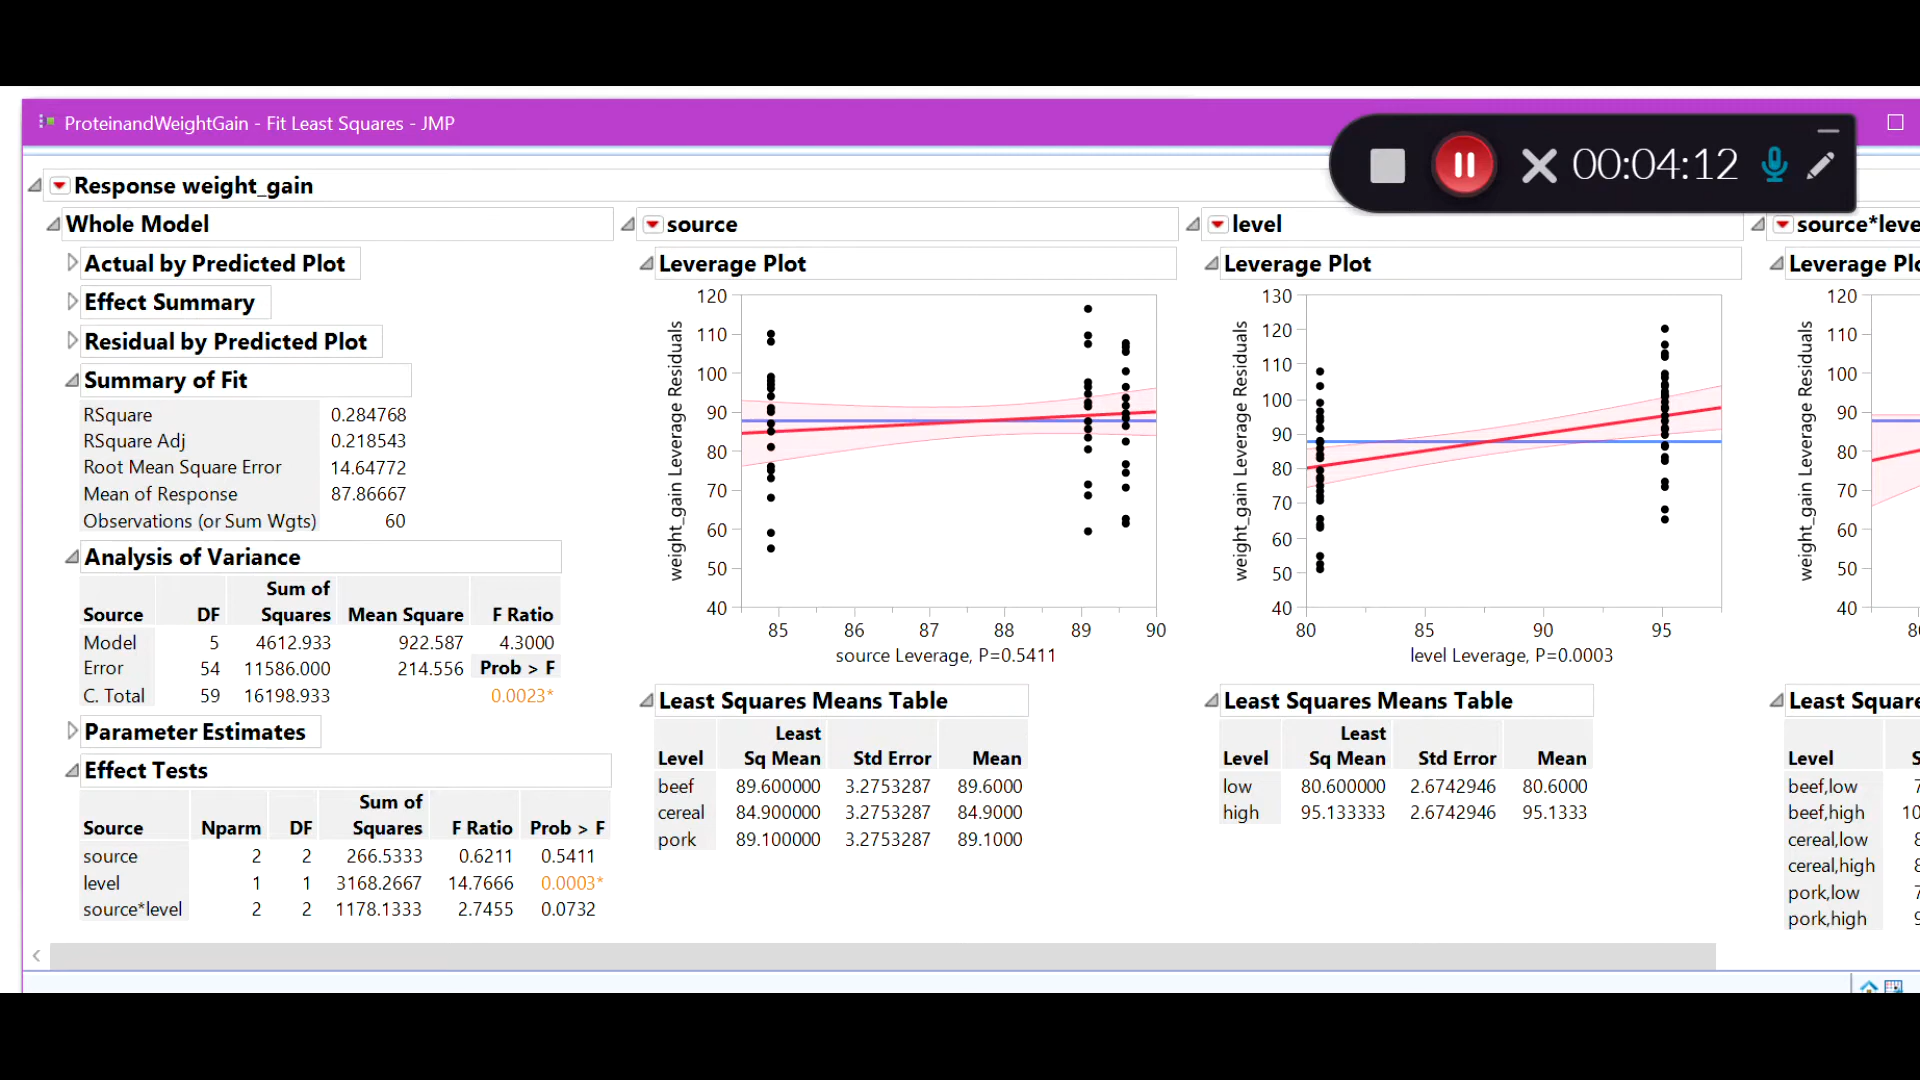 ProteinandWeightGain - Fit Least Squares - JMP
00:04:12
Response weight_gain
Whole Model
Actual by Predicted Plot
Effect Summary
Residual by Predicted Plot
Summary of Fit
RSquare 0.284768
RSquare Adj 0.218543
Root Mean Square Error 14.64772
Mean of Response 87.86667
Observations (or Sum Wgts) 60
Analysis of Variance
Sum of
Source DF Squares Mean Square F Ratio
Model 5 4612.933 922.587 4.3000
Error 54 11586.000 214.556 Prob > F
C. Total 59 16198.933 0.0023*
Parameter Estimates
Effect Tests
Sum of
Source Nparm DF Squares F Ratio Prob > F
source 2 2 266.5333 0.6211 0.5411
level 1 1 3168.2667 14.7666 0.0003*
source*level 2 2 1178.1333 2.7455 0.0732
source
Leverage Plot
weight_gain Leverage Residuals
120
110
100
90
80
70
60
50
40
85 86 87 88 89 90
source Leverage, P=0.5411
Least Squares Means Table
Least
Level Sq Mean Std Error Mean
beef 89.600000 3.2753287 89.6000
cereal 84.900000 3.2753287 84.9000
pork 89.100000 3.2753287 89.1000
level
Leverage Plot
weight_gain Leverage Residuals
130
120
110
100
90
80
70
60
50
40
80 85 90 95
level Leverage, P=0.0003
Least Squares Means Table
Least
Level Sq Mean Std Error Mean
low 80.600000 2.6742946 80.6000
high 95.133333 2.6742946 95.1333
source*leve
Leverage Plo
weight_gain Leverage Residuals
120
110
100
90
80
70
60
50
40
Least Square
Level S
beef,low 7
beef,high 10
cereal,low 8
cereal,high 8
pork,low 7
pork,high 9